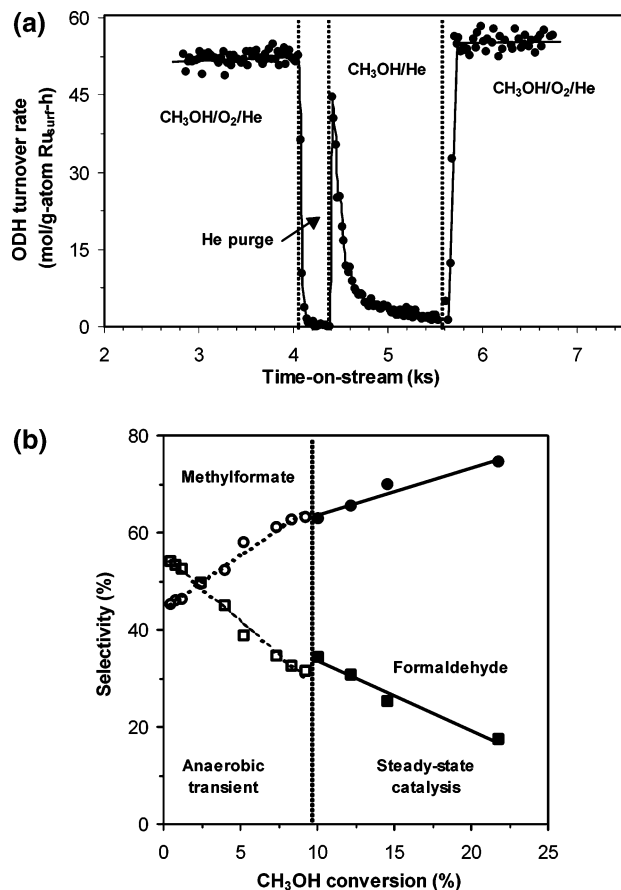 (a)
ODH turnover rate
(mol/g-atom Ru_surf-h)
60
45
30
15
0
CH₃OH/O₂/He
He purge
CH₃OH/He
CH₃OH/O₂/He
2 3 4 5 6 7
Time-on-stream (ks)
(b)
Selectivity (%)
80
60
40
20
0
Methylformate
Formaldehyde
Anaerobic
transient
Steady-state
catalysis
0 5 10 15 20 25
CH₃OH conversion (%)